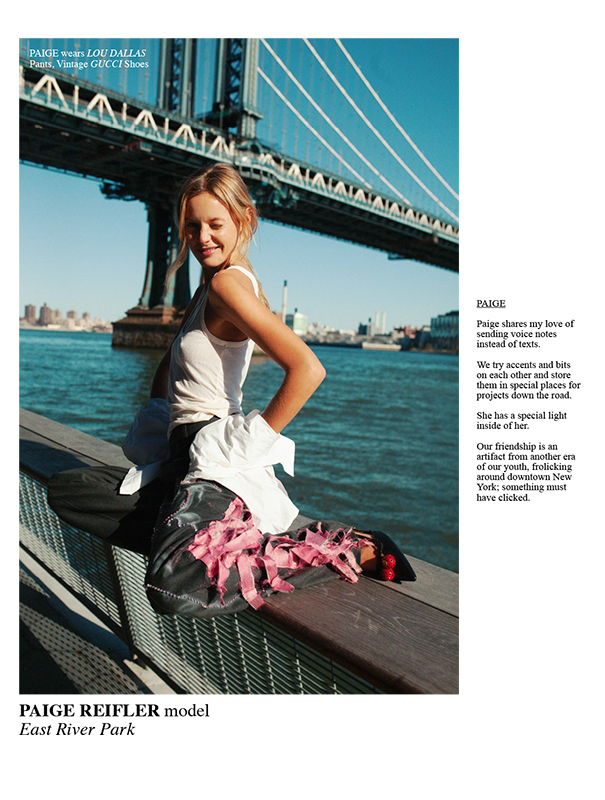 PAIGE wears LOU DALLAS
Pants, Vintage GUCCI Shoes
PAIGE
Paige shares my love of
sending voice notes
instead of texts.
We try accents and bits
on each other and store
them in special places for
projects down the road.
She has a special light
inside of her.
Our friendship is an
artifact from another era
of our youth, frolicking
around downtown New
York; something must
have clicked.
PAIGE REIFLER model
East River Park